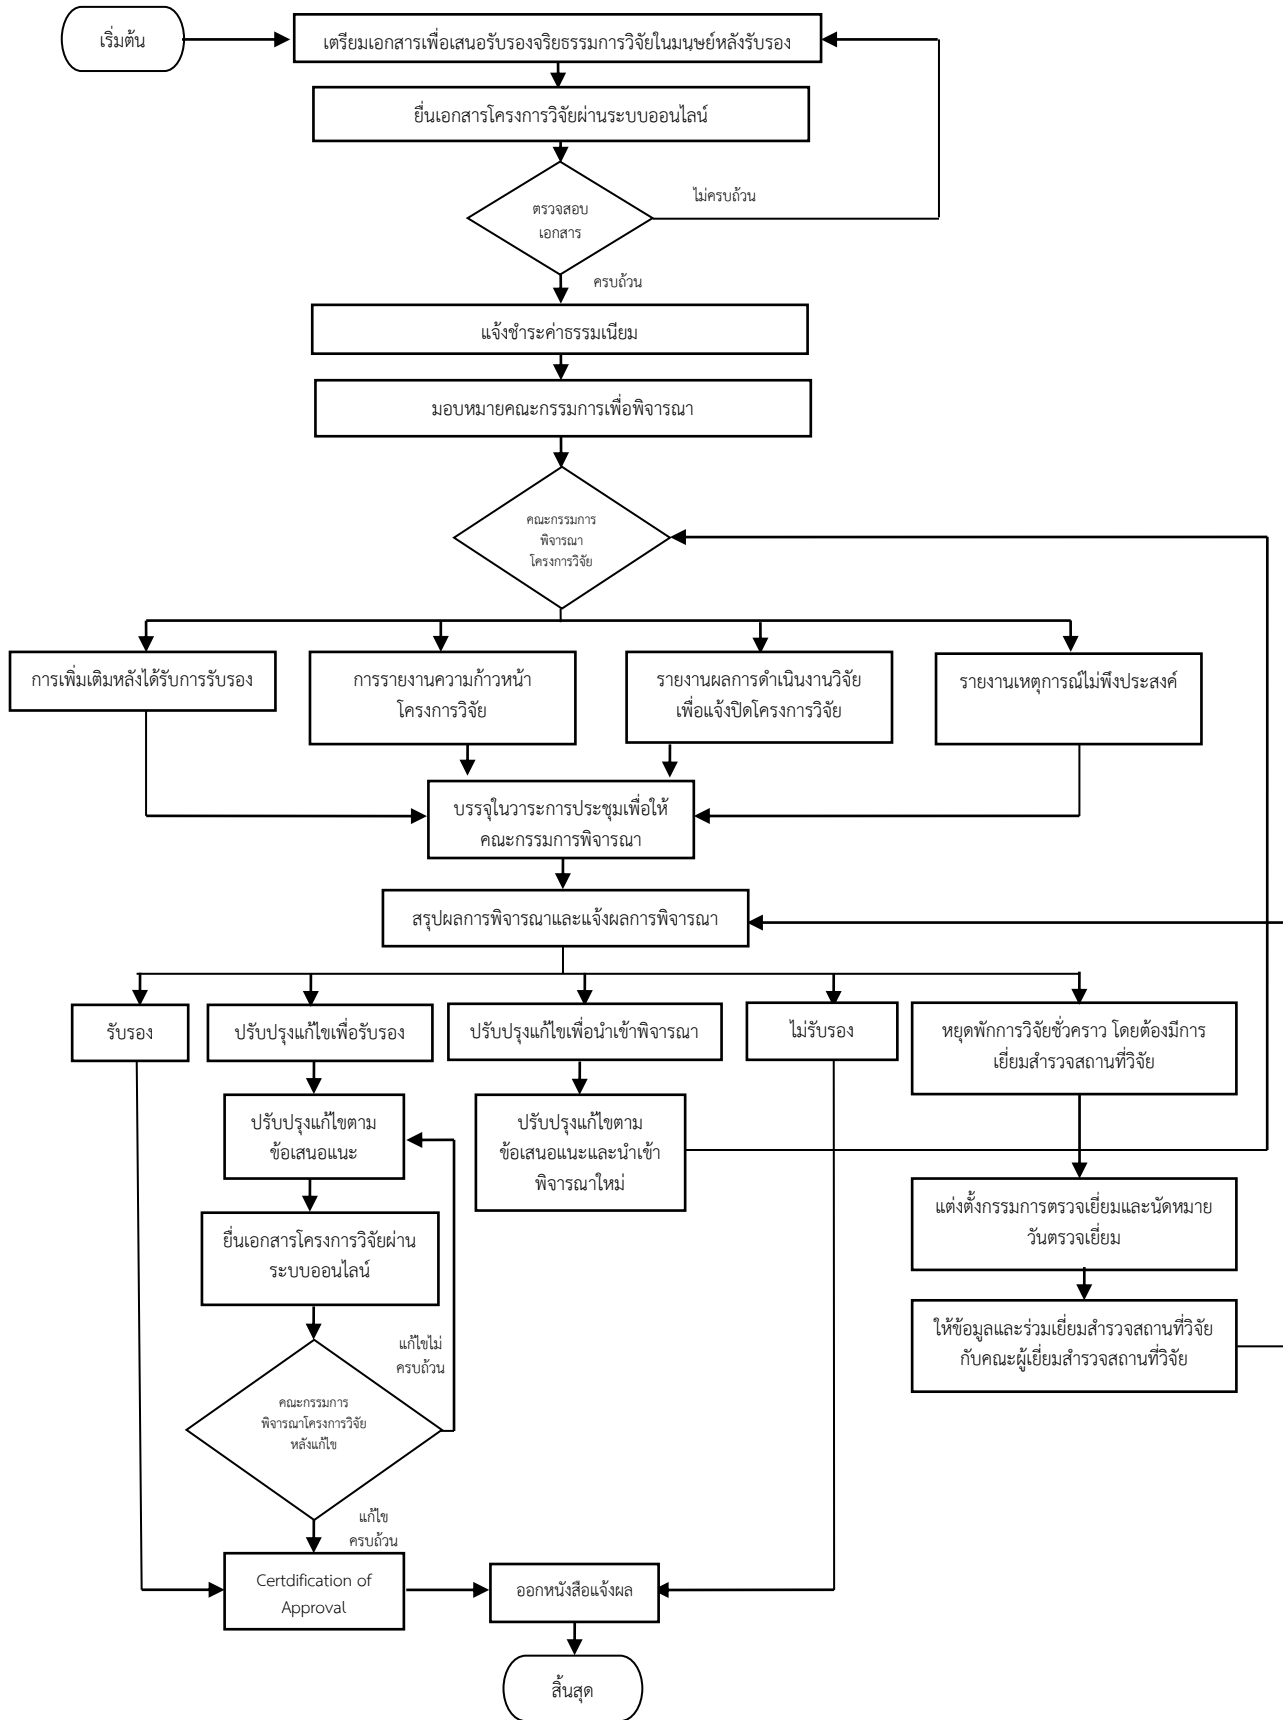 เริ่มต้น
เตรียมเอกสารเพื่อเสนอรับรองจริยธรรมการวิจัยในมนุษย์หลังรับรอง
ยื่นเอกสารโครงการวิจัยผ่านระบบออนไลน์
ตรวจสอบ
เอกสาร
ไม่ครบถ้วน
ครบถ้วน
แจ้งชำระค่าธรรมเนียม
มอบหมายคณะกรรมการเพื่อพิจารณา
คณะกรรมการ
พิจารณา
โครงการวิจัย
การเพิ่มเติมหลังได้รับการรับรอง
การรายงานความก้าวหน้า
โครงการวิจัย
รายงานผลการดำเนินงานวิจัย
เพื่อแจ้งปิดโครงการวิจัย
รายงานเหตุการณ์ไม่พึงประสงค์
บรรจุในวาระการประชุมเพื่อให้
คณะกรรมการพิจารณา
สรุปผลการพิจารณาและแจ้งผลการพิจารณา
รับรอง
ปรับปรุงแก้ไขเพื่อรับรอง
ปรับปรุงแก้ไขเพื่อนำเข้าพิจารณา
ไม่รับรอง
หยุดพักการวิจัยชั่วคราว โดยต้องมีการ
เยี่ยมสำรวจสถานที่วิจัย
ปรับปรุงแก้ไขตาม
ข้อเสนอแนะ
ปรับปรุงแก้ไขตาม
ข้อเสนอแนะและนำเข้า
พิจารณาใหม่
แต่งตั้งกรรมการตรวจเยี่ยมและนัดหมาย
วันตรวจเยี่ยม
ยื่นเอกสารโครงการวิจัยผ่าน
ระบบออนไลน์
ให้ข้อมูลและร่วมเยี่ยมสำรวจสถานที่วิจัย
กับคณะผู้เยี่ยมสำรวจสถานที่วิจัย
แก้ไขไม่
ครบถ้วน
คณะกรรมการ
พิจารณาโครงการวิจัย
หลังแก้ไข
แก้ไข
ครบถ้วน
Certdification of
Approval
ออกหนังสือแจ้งผล
สิ้นสุด